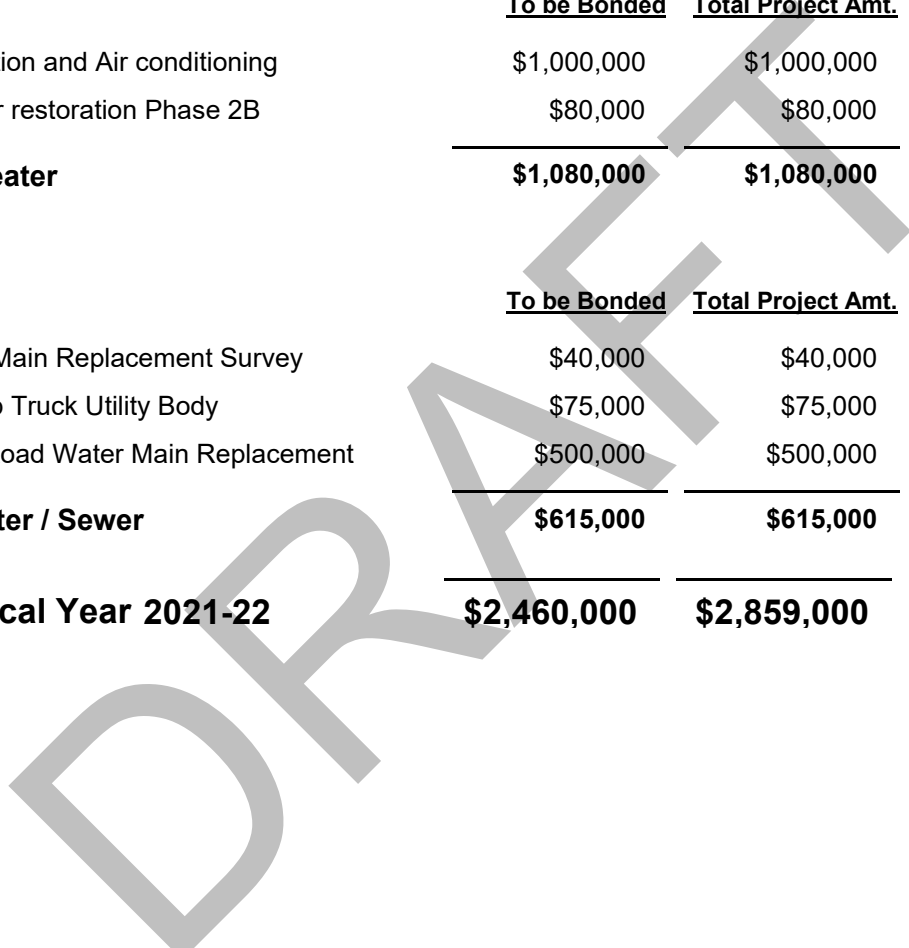 To be Bonded Total Project Amt.
tion and Air conditioning $1,000,000 $1,000,000
r restoration Phase 2B $80,000 $80,000
eater $1,080,000 $1,080,000
To be Bonded Total Project Amt.
Main Replacement Survey $40,000 $40,000
Truck Utility Body $75,000 $75,000
oad Water Main Replacement $500,000 $500,000
ter / Sewer $615,000 $615,000
cal Year 2021-22 $2,460,000 $2,859,000
DRAFT